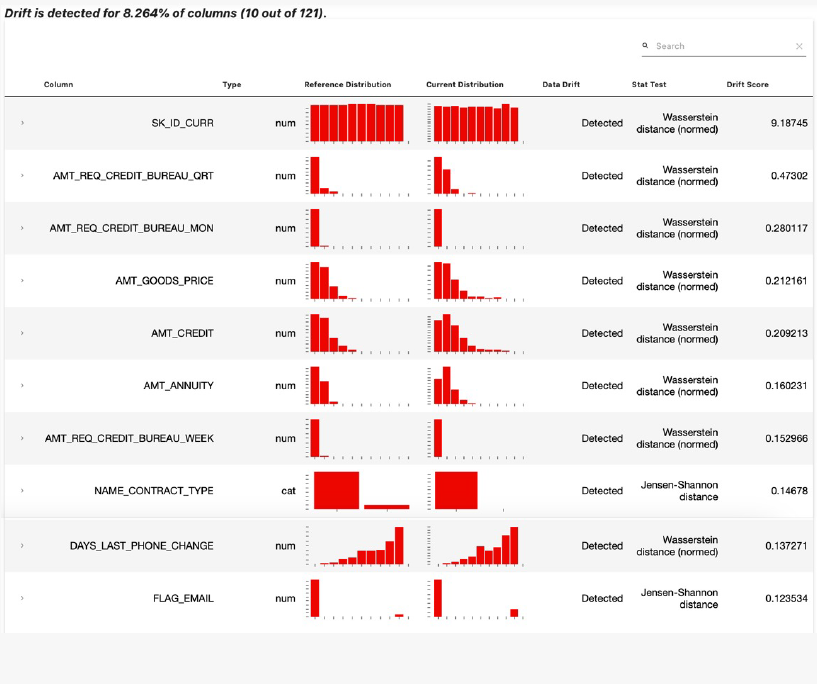 Drift is detected for 8.264% of columns (10 out of 121).
Search
Column Type Reference Distribution Current Distribution Data Drift Stat Test Drift Score
SK_ID_CURR num Detected Wasserstein distance (normed) 9.18745
AMT_REQ_CREDIT_BUREAU_QRT num Detected Wasserstein distance (normed) 0.47302
AMT_REQ_CREDIT_BUREAU_MON num Detected Wasserstein distance (normed) 0.280117
AMT_GOODS_PRICE num Detected Wasserstein distance (normed) 0.212161
AMT_CREDIT num Detected Wasserstein distance (normed) 0.209213
AMT_ANNUITY num Detected Wasserstein distance (normed) 0.160231
AMT_REQ_CREDIT_BUREAU_WEEK num Detected Wasserstein distance (normed) 0.152966
NAME_CONTRACT_TYPE cat Detected Jensen-Shannon distance 0.14678
DAYS_LAST_PHONE_CHANGE num Detected Wasserstein distance (normed) 0.137271
FLAG_EMAIL num Detected Jensen-Shannon distance 0.123534